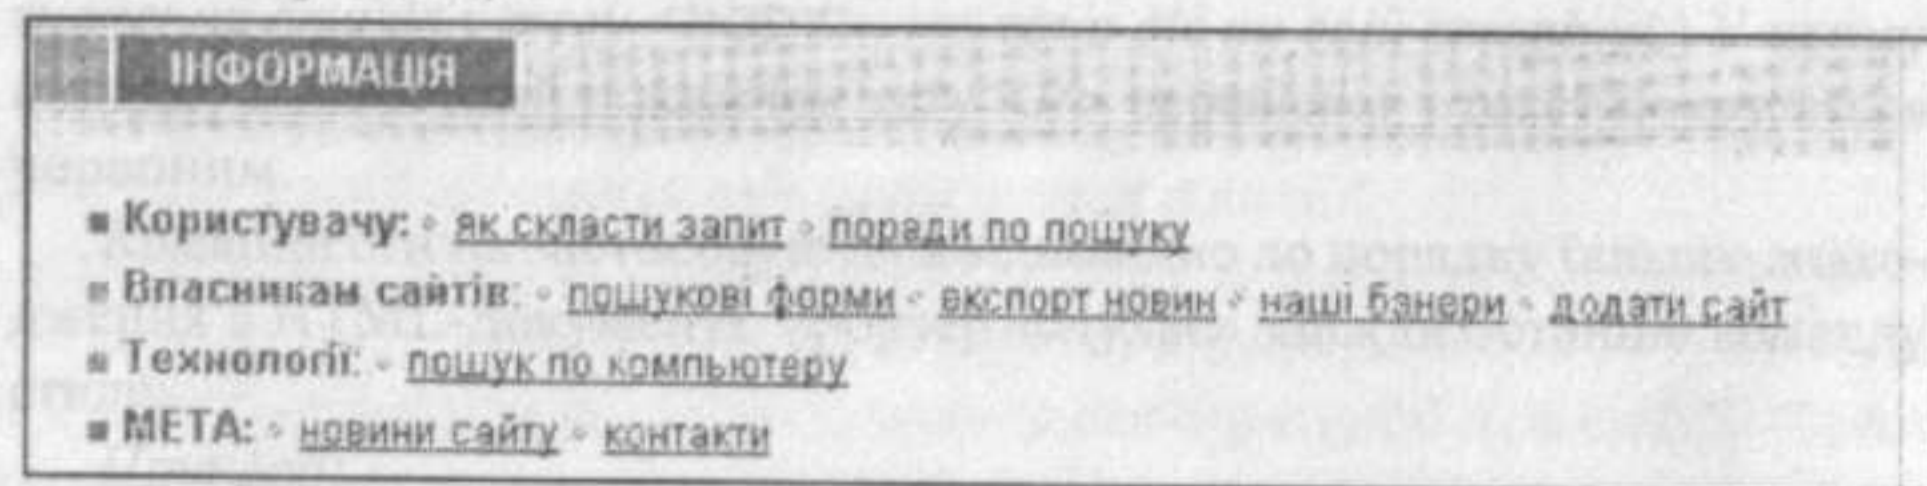 ІНФОРМАЦІЯ
▪ Користувачу: ◦ як скласти запит ◦ поради по пошуку
▪ Власникам сайтів: ◦ пошукові форми ◦ експорт новин ◦ наші банери ◦ додати сайт
▪ Технології: ◦ пошук по компьютеру
▪ МЕТА: ◦ новини сайту ◦ контакти